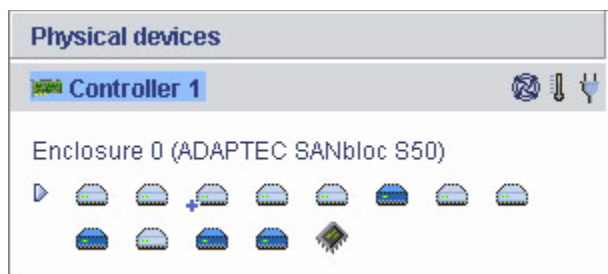 Physical devices
Controller 1
Enclosure 0 (ADAPTEC SANbloc S50)